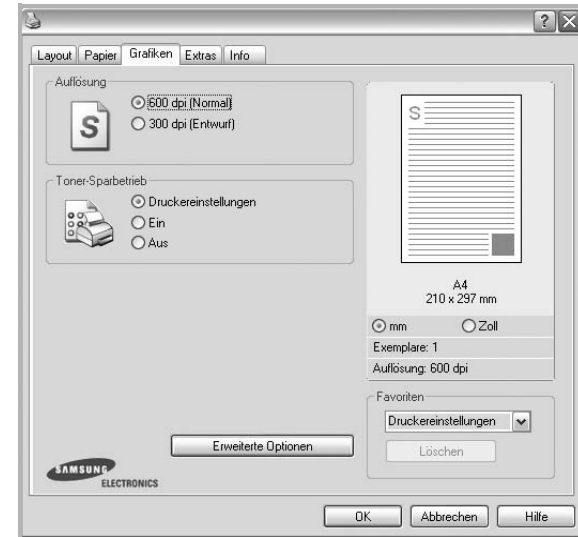 ?
X
Layout Papier Grafiken Extras Info
Auflösung
S
600 dpi (Normal)
300 dpi (Entwurf)
Toner-Sparbetrieb
Druckereinstellungen
Ein
Aus
Erweiterte Optionen
SAMSUNG
ELECTRONICS
S
A4
210 x 297 mm
mm Zoll
Exemplare: 1
Auflösung: 600 dpi
Favoriten
Druckereinstellungen
Löschen
OK Abbrechen Hilfe